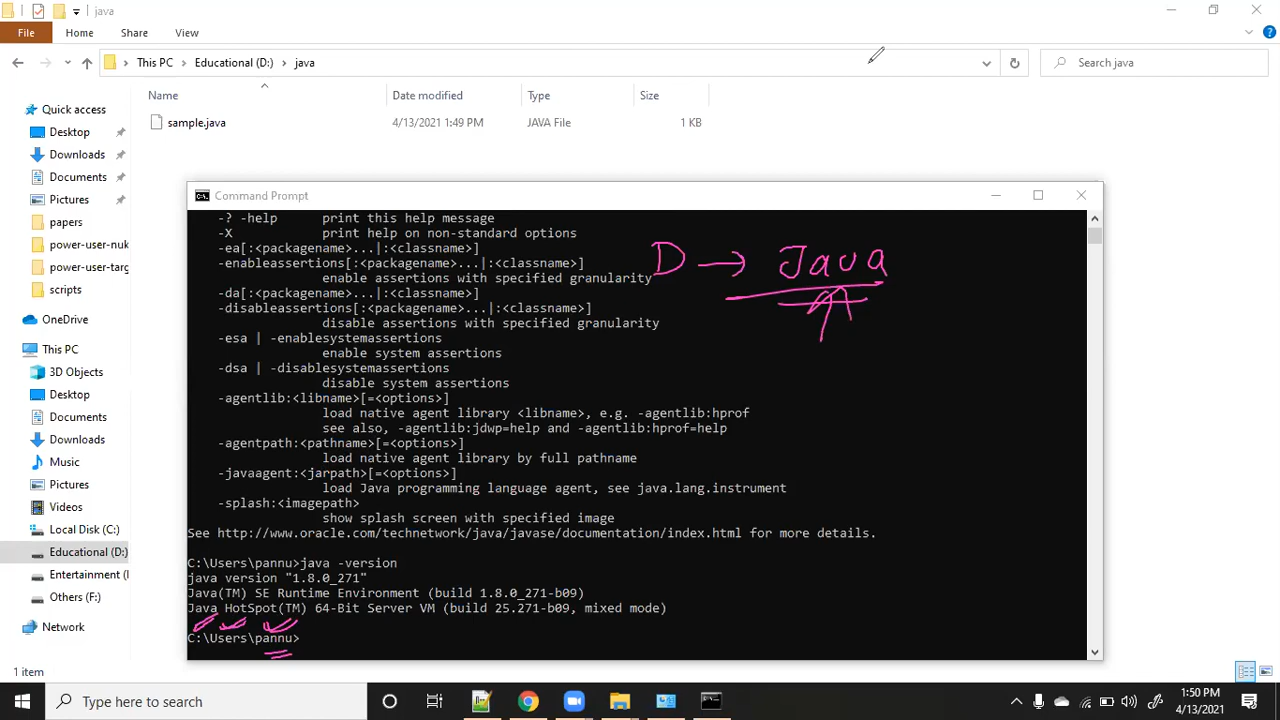 java
File Home Share View
This PC Educational (D:) java
Search java
Name Date modified Type Size
sample.java 4/13/2021 1:49 PM JAVA File 1 KB
Quick access
Desktop
Downloads
Documents
Pictures
papers
power-user-nuk
power-user-targ
scripts
OneDrive
This PC
3D Objects
Desktop
Documents
Downloads
Music
Pictures
Videos
Local Disk (C:)
Educational (D:)
Entertainment (I
Others (F:)
Network
1 item
Command Prompt
-? -help print this help message
-X print help on non-standard options
-ea[:<packagename>...|:<classname>]
-enableassertions[:<packagename>...|:<classname>]
enable assertions with specified granularity
D → Java
-da[:<packagename>...|:<classname>]
-disableassertions[:<packagename>...|:<classname>]
disable assertions with specified granularity
-esa | -enablesystemassertions
enable system assertions
-dsa | -disablesystemassertions
disable system assertions
-agentlib:<libname>[=<options>]
load native agent library <libname>, e.g. -agentlib:hprof
see also, -agentlib:jdwp=help and -agentlib:hprof=help
-agentpath:<pathname>[=<options>]
load native agent library by full pathname
-javaagent:<jarpath>[=<options>]
load Java programming language agent, see java.lang.instrument
-splash:<imagepath>
show splash screen with specified image
See http://www.oracle.com/technetwork/java/javase/documentation/index.html for more details.
C:\Users\pannu>java -version
java version "1.8.0_271"
Java(TM) SE Runtime Environment (build 1.8.0_271-b09)
Java HotSpot(TM) 64-Bit Server VM (build 25.271-b09, mixed mode)
C:\Users\pannu>
Type here to search
1:50 PM
4/13/2021